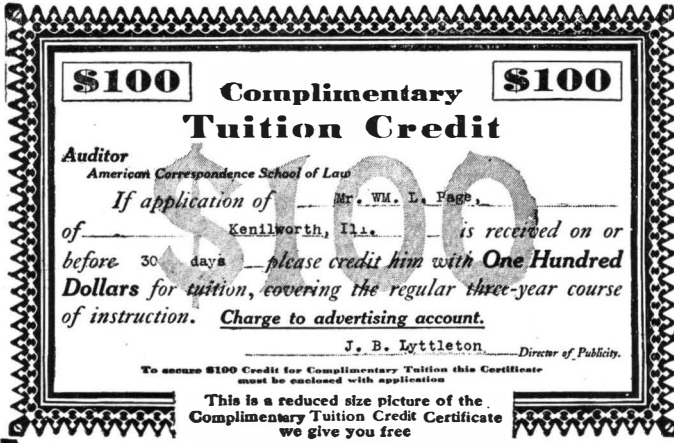 $100 $100
Complimentary
Tuition Credit
Auditor
American Correspondence School of Law
If application of Mr. WM. L. Page,
of Kenilworth, Ill. is received on or
before 30 days please credit him with One Hundred
Dollars for tuition, covering the regular three-year course
of instruction. Charge to advertising account.
J. B. Lyttleton Director of Publicity.
To secure $100 Credit for Complimentary Tuition this Certificate
must be enclosed with application
This is a reduced size picture of the
Complimentary Tuition Credit Certificate
we give you free
$100